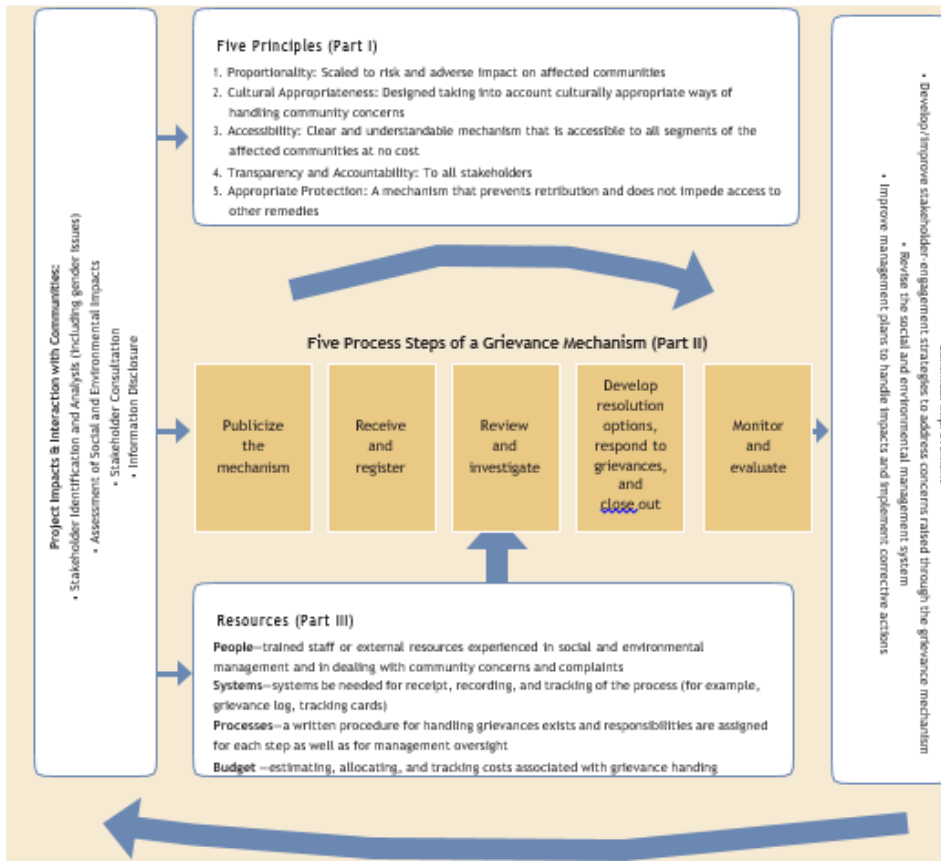 Project Impacts & Interaction with Communities:
• Stakeholder Identification and Analysis (including gender issues)
• Assessment of Social and Environmental Impacts
• Stakeholder Consultation
• Information Disclosure
Five Principles (Part I)
1. Proportionality: Scaled to risk and adverse impact on affected communities
2. Cultural Appropriateness: Designed taking into account culturally appropriate ways of
handling community concerns
3. Accessibility: Clear and understandable mechanism that is accessible to all segments of the
affected communities at no cost
4. Transparency and Accountability: To all stakeholders
5. Appropriate Protection: A mechanism that prevents retribution and does not impede access to
other remedies
Five Process Steps of a Grievance Mechanism (Part II)
Publicize
the
mechanism
Receive
and
register
Review
and
investigate
Develop
resolution
options,
respond to
grievances,
and
close out
Monitor
and
evaluate
Resources (Part III)
People—trained staff or external resources experienced in social and environmental
management and in dealing with community concerns and complaints
Systems—systems be needed for receipt, recording, and tracking of the process (for example,
grievance log, tracking cards)
Processes—a written procedure for handling grievances exists and responsibilities are assigned
for each step as well as for management oversight
Budget —estimating, allocating, and tracking costs associated with grievance handing
• Develop/improve stakeholder-engagement strategies to address concerns raised through the grievance mechanism
• Revise the social and environmental management system
• Improve management plans to handle impacts and implement corrective actions